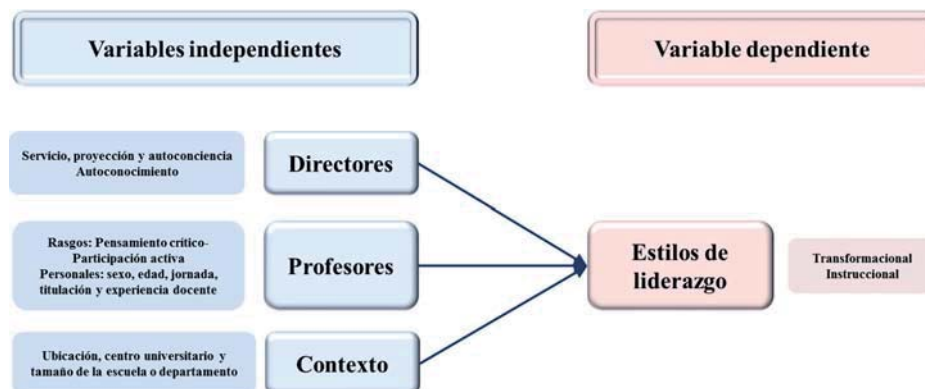 Variables independientes
Variable dependiente
Servicio, proyección y autoconciencia
Autoconocimiento
Directores
Rasgos: Pensamiento crítico-
Participación activa
Personales: sexo, edad, jornada,
titulación y experiencia docente
Profesores
Estilos de
liderazgo
Transformacional
Instruccional
Ubicación, centro universitario y
tamaño de la escuela o departamento
Contexto